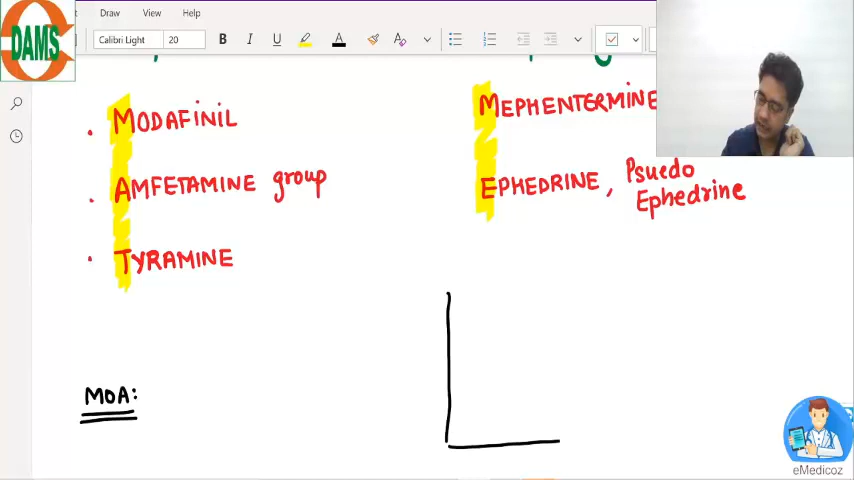 DAMS
Draw View Help
Calibri Light 20 B I U A
MODAFINIL
AMFETAMINE group
TYRAMINE
MEPHENTERMINE
EPHEDRINE, Psuedo
Ephedrine
MOA:
eMedicoz